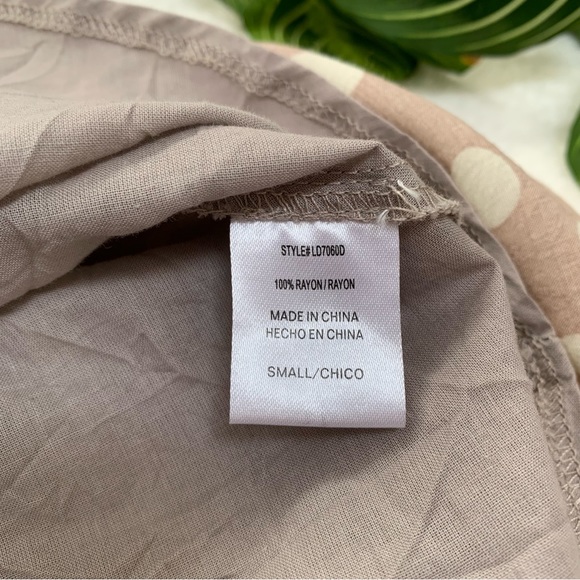 STYLE# LD7060D
100% RAYON / RAYON
MADE IN CHINA
HECHO EN CHINA
SMALL/CHICO